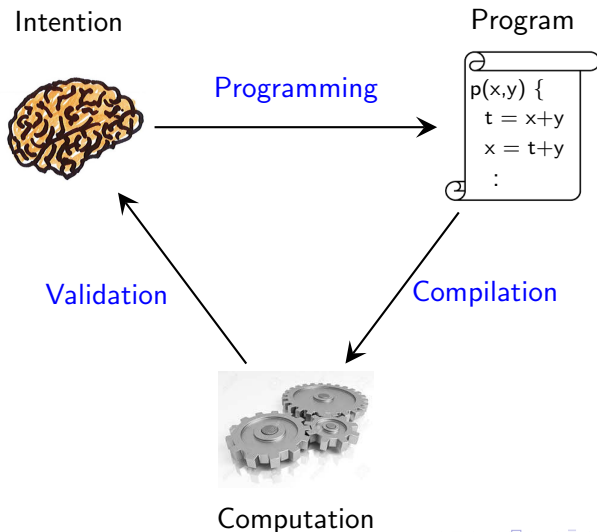 Intention
Program
Programming
p(x,y) {
t = x+y
x = t+y
:
Validation
Compilation
Computation